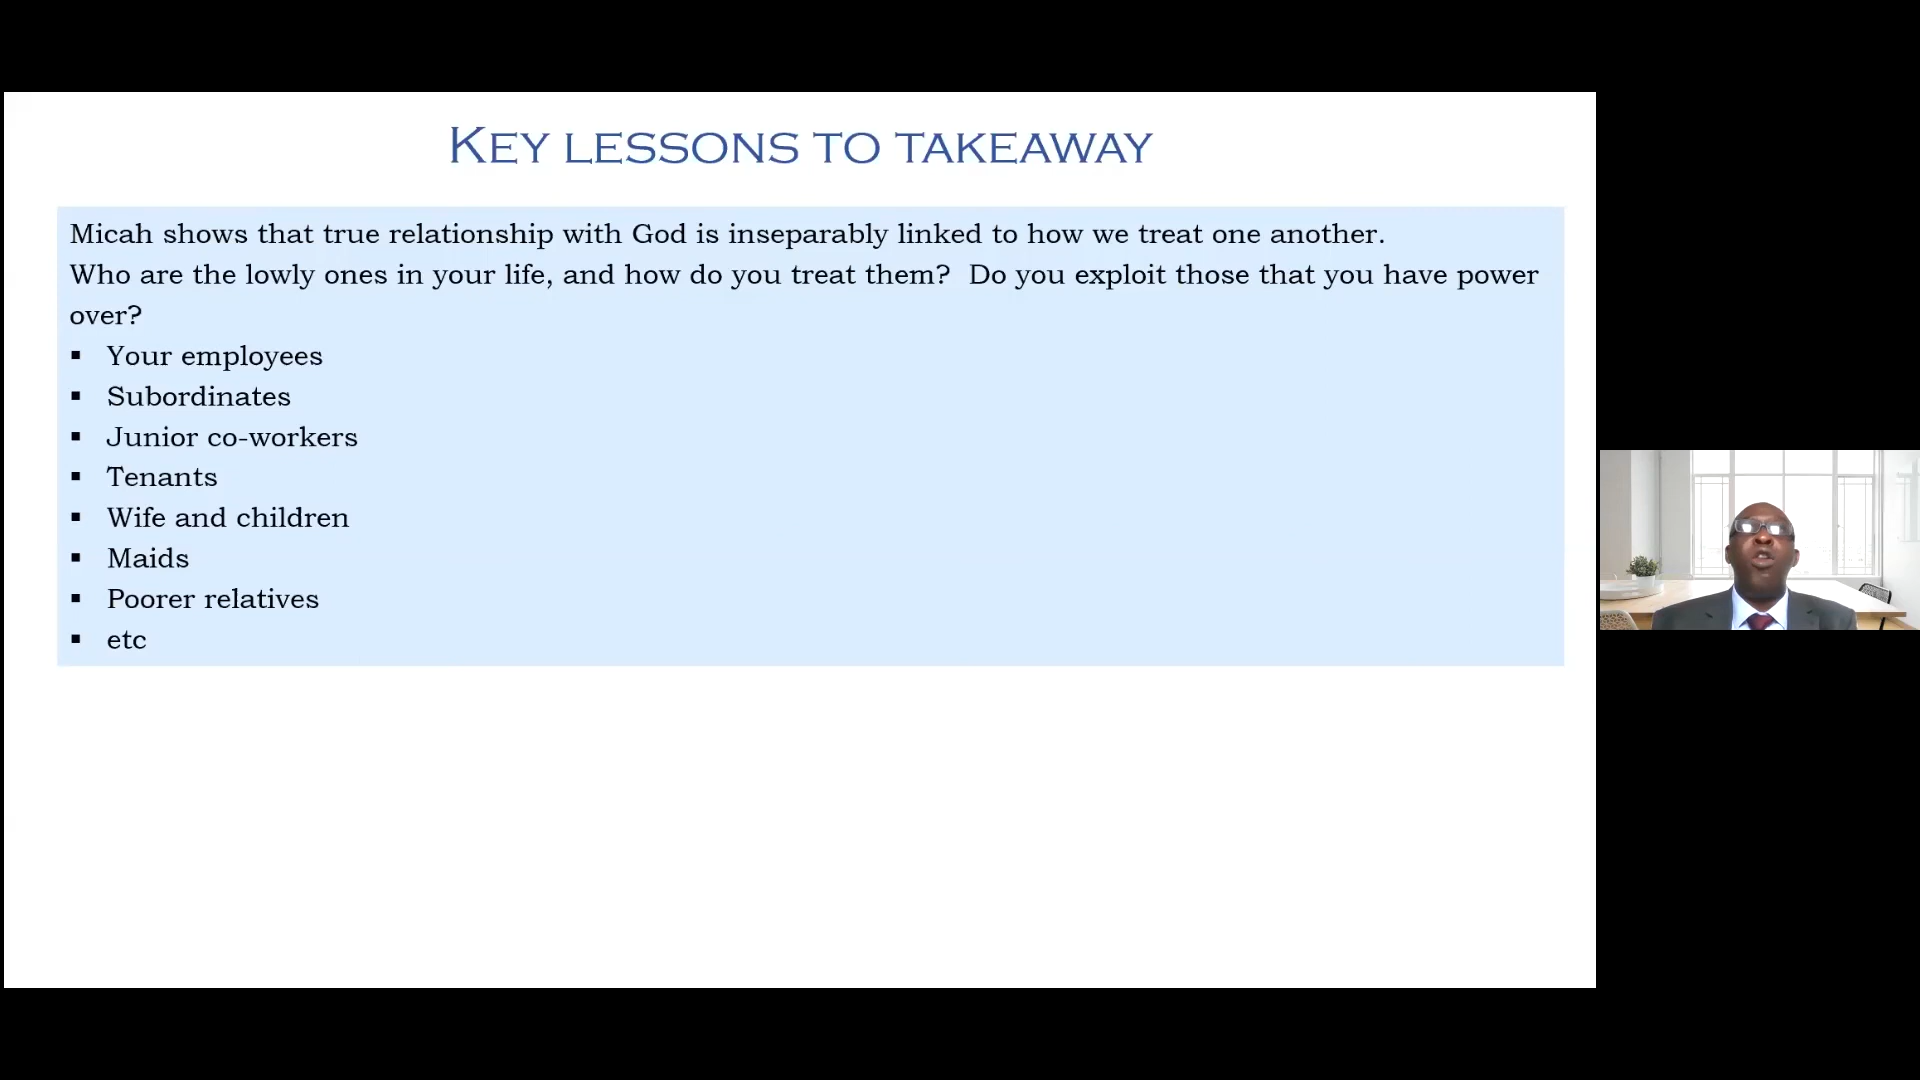 KEY LESSONS TO TAKEAWAY
Micah shows that true relationship with God is inseparably linked to how we treat one another.
Who are the lowly ones in your life, and how do you treat them?  Do you exploit those that you have power
over?
▪ Your employees
▪ Subordinates
▪ Junior co-workers
▪ Tenants
▪ Wife and children
▪ Maids
▪ Poorer relatives
▪ etc